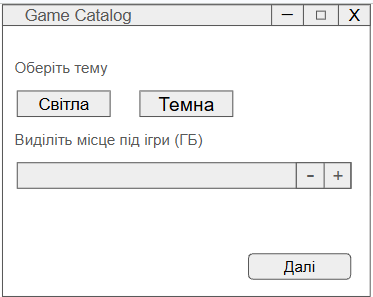 Game Catalog
Оберіть тему
Світла Темна
Виділіть місце під ігри (ГБ)
- +
Далі